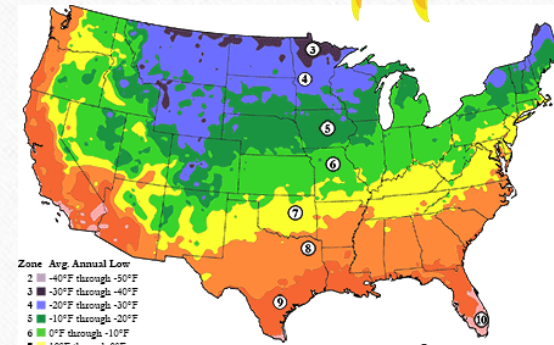 3
4
5
6
7
8
9
10
Zone Avg. Annual Low
2 -40°F through -50°F
3 -30°F through -40°F
4 -20°F through -30°F
5 -10°F through -20°F
6 0°F through -10°F